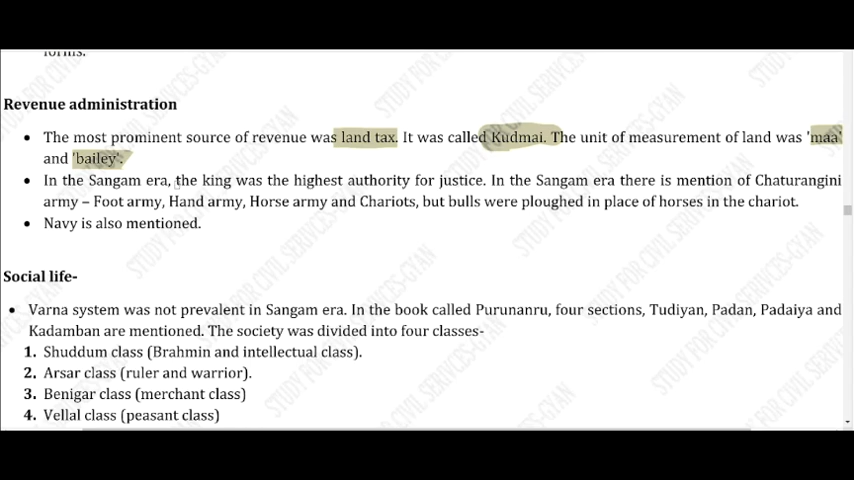 forms.
Revenue administration
• The most prominent source of revenue was land tax. It was called Kudmai. The unit of measurement of land was 'maa'
and 'bailey'.
• In the Sangam era, the king was the highest authority for justice. In the Sangam era there is mention of Chaturangini
army – Foot army, Hand army, Horse army and Chariots, but bulls were ploughed in place of horses in the chariot.
• Navy is also mentioned.
Social life-
• Varna system was not prevalent in Sangam era. In the book called Purunanru, four sections, Tudiyan, Padan, Padaiya and
Kadamban are mentioned. The society was divided into four classes-
1. Shuddum class (Brahmin and intellectual class).
2. Arsar class (ruler and warrior).
3. Benigar class (merchant class)
4. Vellal class (peasant class)
STUDY FOR CIVIL SERIVCES-GYAN